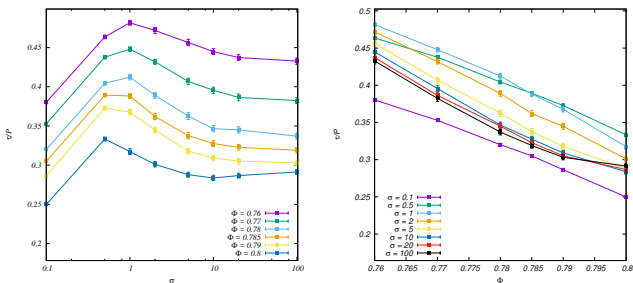 0.45
0.4
0.35
0.3
0.25
0.2
τ/P
0.1
1
10
100
σ
Φ = 0.76
Φ = 0.77
Φ = 0.78
Φ = 0.785
Φ = 0.79
Φ = 0.8
0.5
0.45
0.4
0.35
0.3
0.25
0.2
τ/P
0.76
0.765
0.77
0.775
0.78
0.785
0.79
0.795
0.8
Φ
σ = 0.1
σ = 0.5
σ = 1
σ = 2
σ = 5
σ = 10
σ = 20
σ = 100